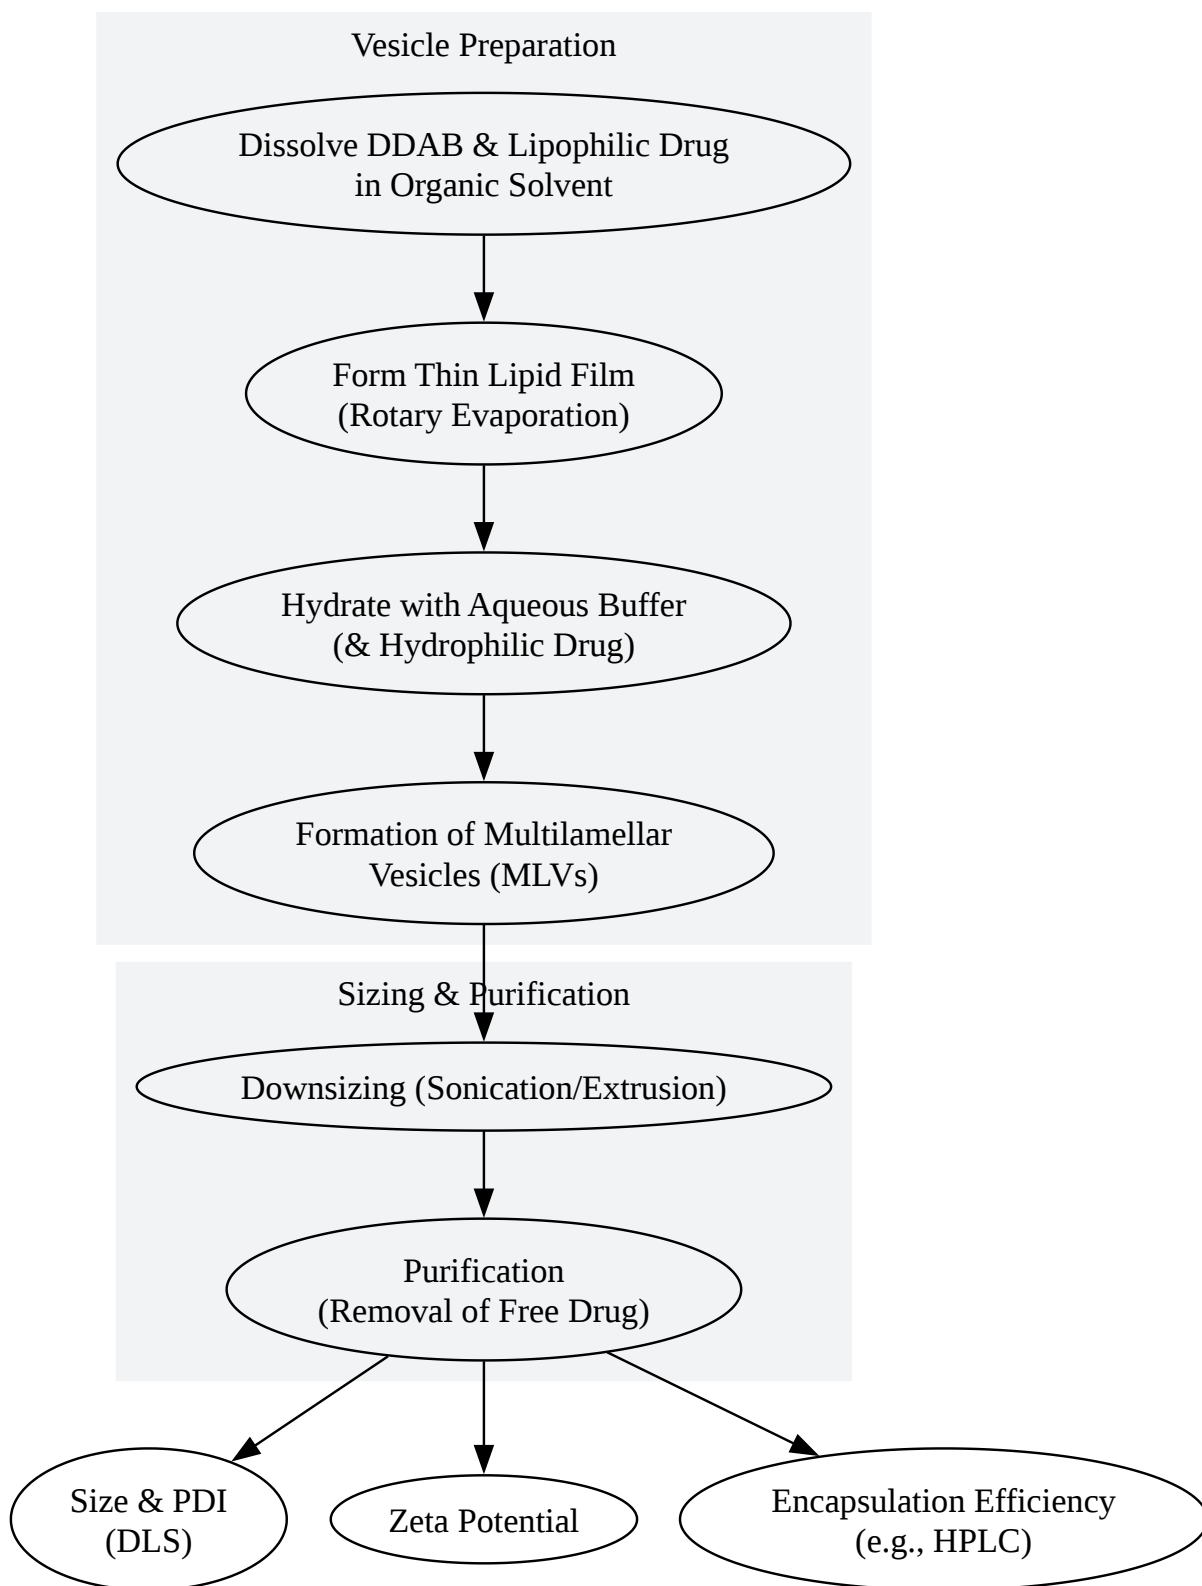 Vesicle Preparation
Dissolve DDAB & Lipophilic Drug
in Organic Solvent
Form Thin Lipid Film
(Rotary Evaporation)
Hydrate with Aqueous Buffer
(& Hydrophilic Drug)
Formation of Multilamellar
Vesicles (MLVs)
Sizing & Purification
Downsizing (Sonication/Extrusion)
Purification
(Removal of Free Drug)
Size & PDI
(DLS)
Zeta Potential
Encapsulation Efficiency
(e.g., HPLC)